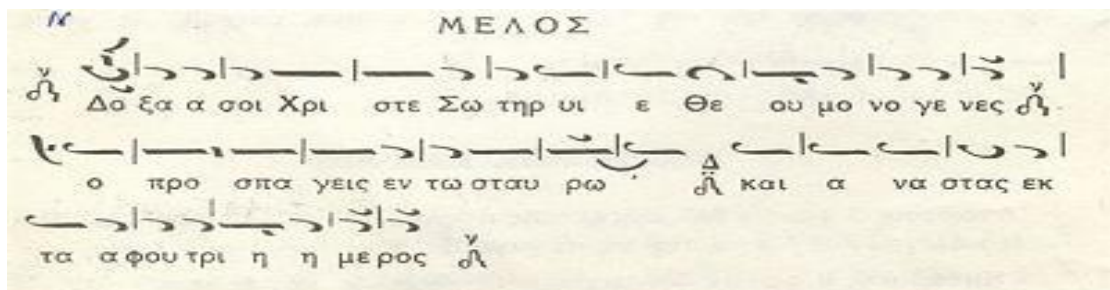 ΜΕΛΟΣ
Δο ξα α σοι Χρι στε Σω τηρ υι ε Θε ου μο νο γε νες
ο προ σπα γεις εν τω σταυ ρω Δ και α να στας εκ
τα α φου τρι η η με ρος